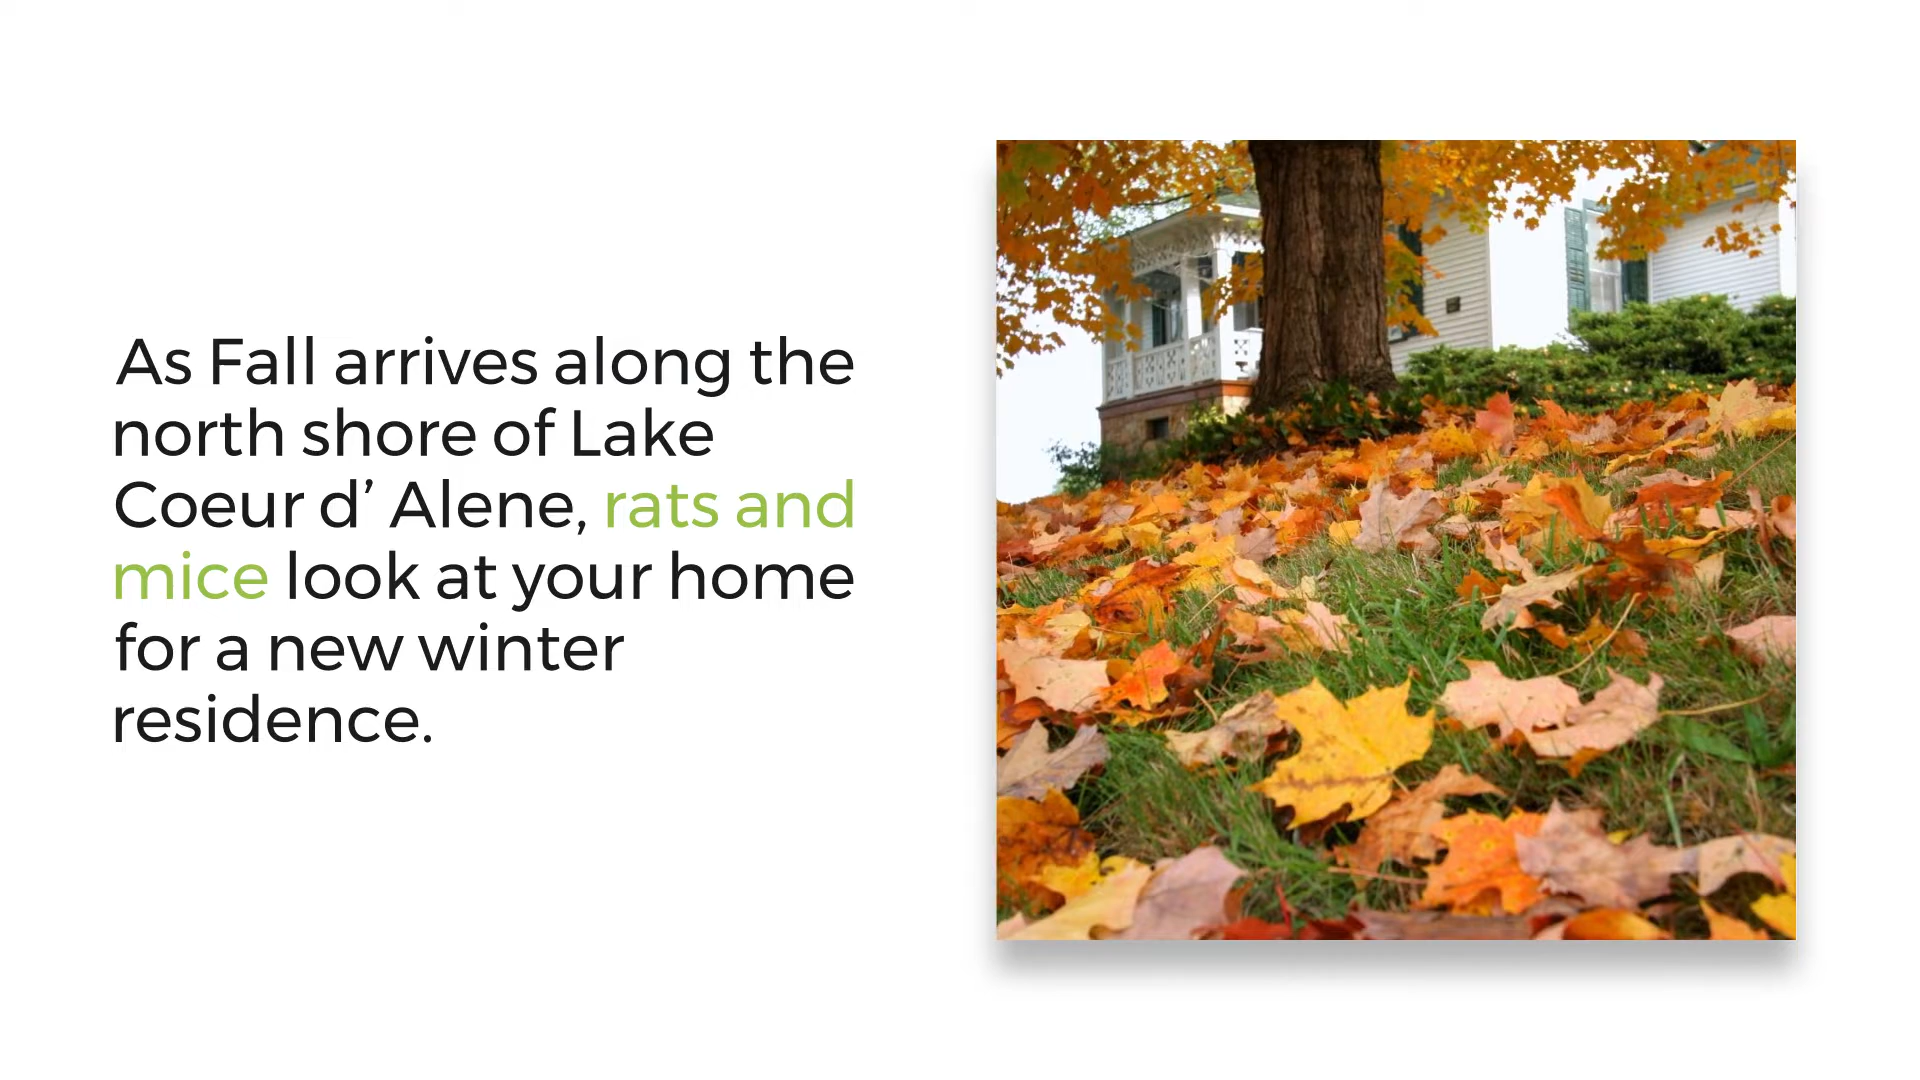 As Fall arrives along the
north shore of Lake
Coeur d’ Alene, rats and
mice look at your home
for a new winter
residence.